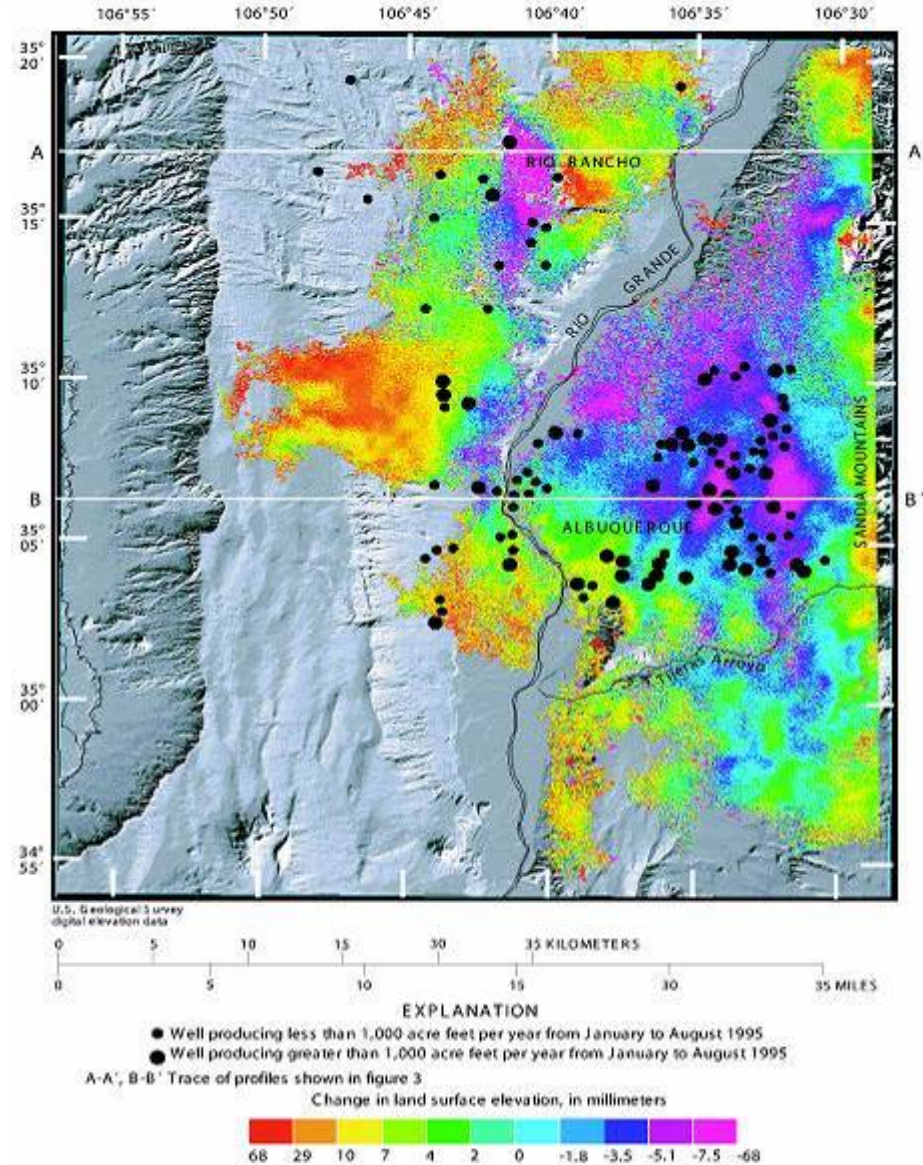 106°55′ 106°50′ 106°45′ 106°40′ 106°35′ 106°30′
35°
20′
A A
RIO RANCHO
35°
15′
RIO GRANDE
35°
10′
SANDIA MOUNTAINS
B B′
35°
05′
ALBUQUERQUE
35°
00′
Tijeras Arroyo
34°
55′
U.S. Geological Survey
digital elevation data
0 5 10 15 30 35 KILOMETERS
0 5 10 15 30 35 MILES
EXPLANATION
Well producing less than 1,000 acre feet per year from January to August 1995
Well producing greater than 1,000 acre feet per year from January to August 1995
A-A′, B-B′ Trace of profiles shown in figure 3
Change in land surface elevation, in millimeters
68 29 10 7 4 2 0 -1.8 -3.5 -5.1 -7.5 -68